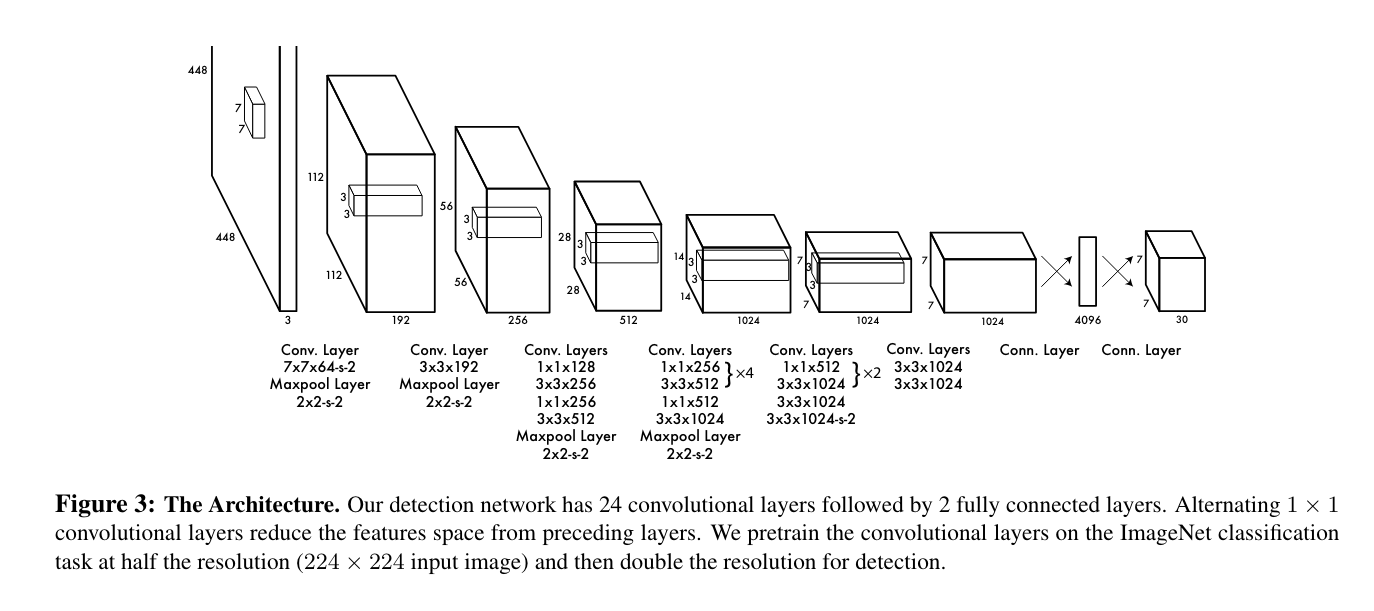 448
7
7
448
3
112
3
3
112
192
56
3
3
56
256
28
3
3
28
512
14
3
3
14
1024
7
3
3
7
1024
7
7
1024
4096
7
7
30
Conv. Layer
7x7x64-s-2
Maxpool Layer
2x2-s-2
Conv. Layer
3x3x192
Maxpool Layer
2x2-s-2
Conv. Layers
1x1x128
3x3x256
1x1x256
3x3x512
Maxpool Layer
2x2-s-2
Conv. Layers
1x1x256
3x3x512
} ×4
1x1x512
3x3x1024
Maxpool Layer
2x2-s-2
Conv. Layers
1x1x512
3x3x1024
} ×2
3x3x1024
3x3x1024-s-2
Conv. Layers
3x3x1024
3x3x1024
Conn. Layer
Conn. Layer
Figure 3: The Architecture. Our detection network has 24 convolutional layers followed by 2 fully connected layers. Alternating 1 × 1
convolutional layers reduce the features space from preceding layers. We pretrain the convolutional layers on the ImageNet classification
task at half the resolution (224 × 224 input image) and then double the resolution for detection.